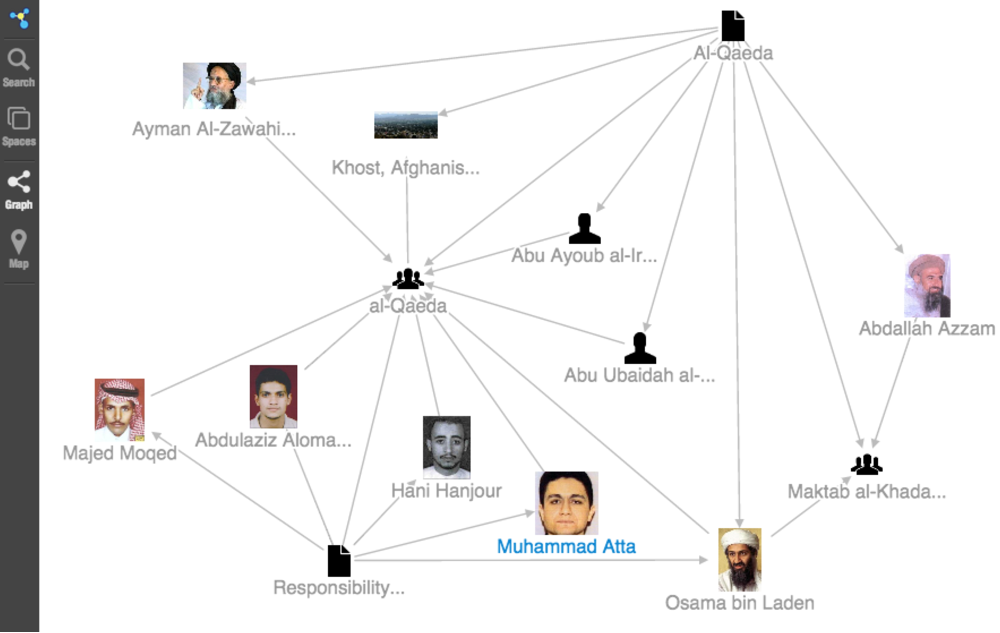 Search
Spaces
Graph
Map
Al-Qaeda
Ayman Al-Zawahi...
Khost, Afghanis...
Abu Ayoub al-Ir...
al-Qaeda
Abdallah Azzam
Abu Ubaidah al-...
Majed Moqed
Abdulaziz Aloma...
Hani Hanjour
Maktab al-Khada...
Muhammad Atta
Responsibility...
Osama bin Laden